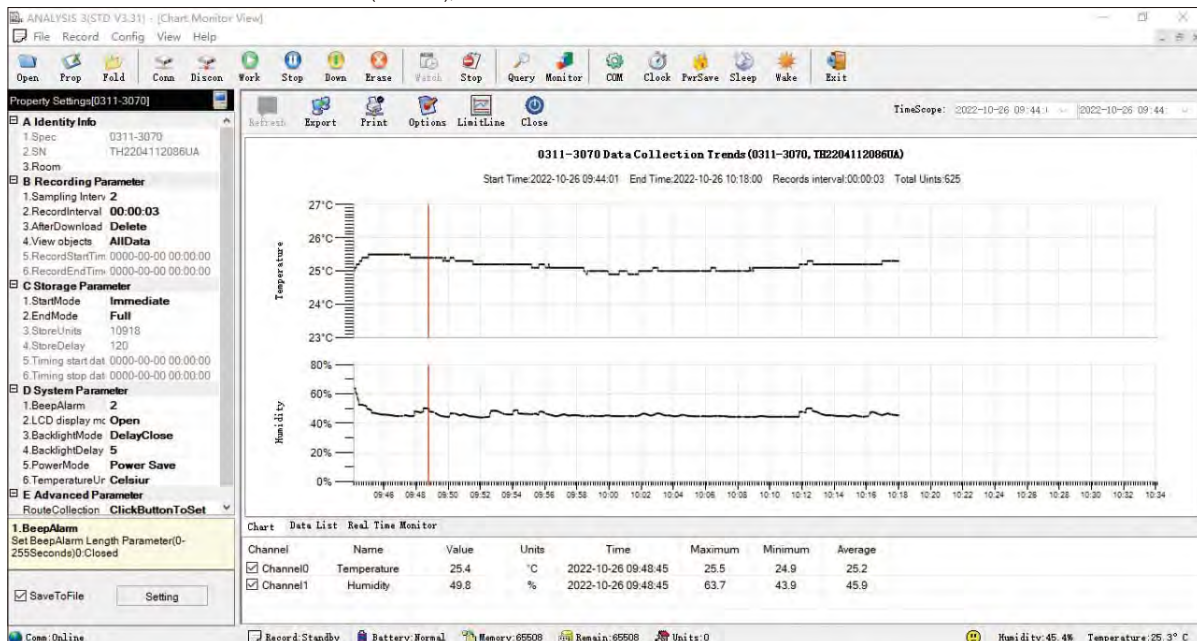 ANALYSIS 3(STD V3.31) - [Chart Monitor View]
File Record Config View Help
Open Prop Fold Conn Discon Work Stop Down Erase Watch Stop Query Monitor COM Clock PwrSave Sleep Wake Exit
Property Settings[0311-3070]
A Identity Info
1.Spec 0311-3070
2.SN TH2204112086UA
3.Room
B Recording Parameter
1.Sampling Interv 2
2.RecordInterval 00:00:03
3.AfterDownload Delete
4.View objects AllData
5.RecordStartTim 0000-00-00 00:00:00
6.RecordEndTime 0000-00-00 00:00:00
C Storage Parameter
1.StartMode Immediate
2.EndMode Full
3.StoreUnits 10918
4.StoreDelay 120
5.Timing start dat 0000-00-00 00:00:00
6.Timing stop dat 0000-00-00 00:00:00
D System Parameter
1.BeepAlarm 2
2.LCD display mc Open
3.BacklightMode DelayClose
4.BacklightDelay 5
5.PowerMode Power Save
6.TemperatureUr Celsiur
E Advanced Parameter
RouteCollection ClickButtonToSet
1.BeepAlarm
Set BeepAlarm Length Parameter(0-
255Seconds)0:Closed
SaveToFile Setting
Refresh Export Print Options LimitLine Close
TimeScope: 2022-10-26 09:44: 2022-10-26 09:44
0311-3070 Data Collection Trends(0311-3070, TH2204112086UA)
Start Time:2022-10-26 09:44:01 End Time:2022-10-26 10:18:00 Records interval:00:00:03 Total Uints:625
Temperature
27°C
26°C
25°C
24°C
23°C
Humidity
80%
60%
40%
20%
0%
09:46 09:48 09:50 09:52 09:54 09:56 09:58 10:00 10:02 10:04 10:06 10:08 10:10 10:12 10:14 10:16 10:18 10:20 10:22 10:24 10:26 10:28 10:30 10:32 10:34
Chart Data List Real Time Monitor
Channel Name Value Units Time Maximum Minimum Average
Channel0 Temperature 25.4 °C 2022-10-26 09:48:45 25.5 24.9 25.2
Channel1 Humidity 49.8 % 2022-10-26 09:48:45 63.7 43.9 45.9
Comm:Online Record:Standby Battery:Normal Memory:65508 Remain:65508 Units:0 Humidity:45.4% Temperature:25.3° C